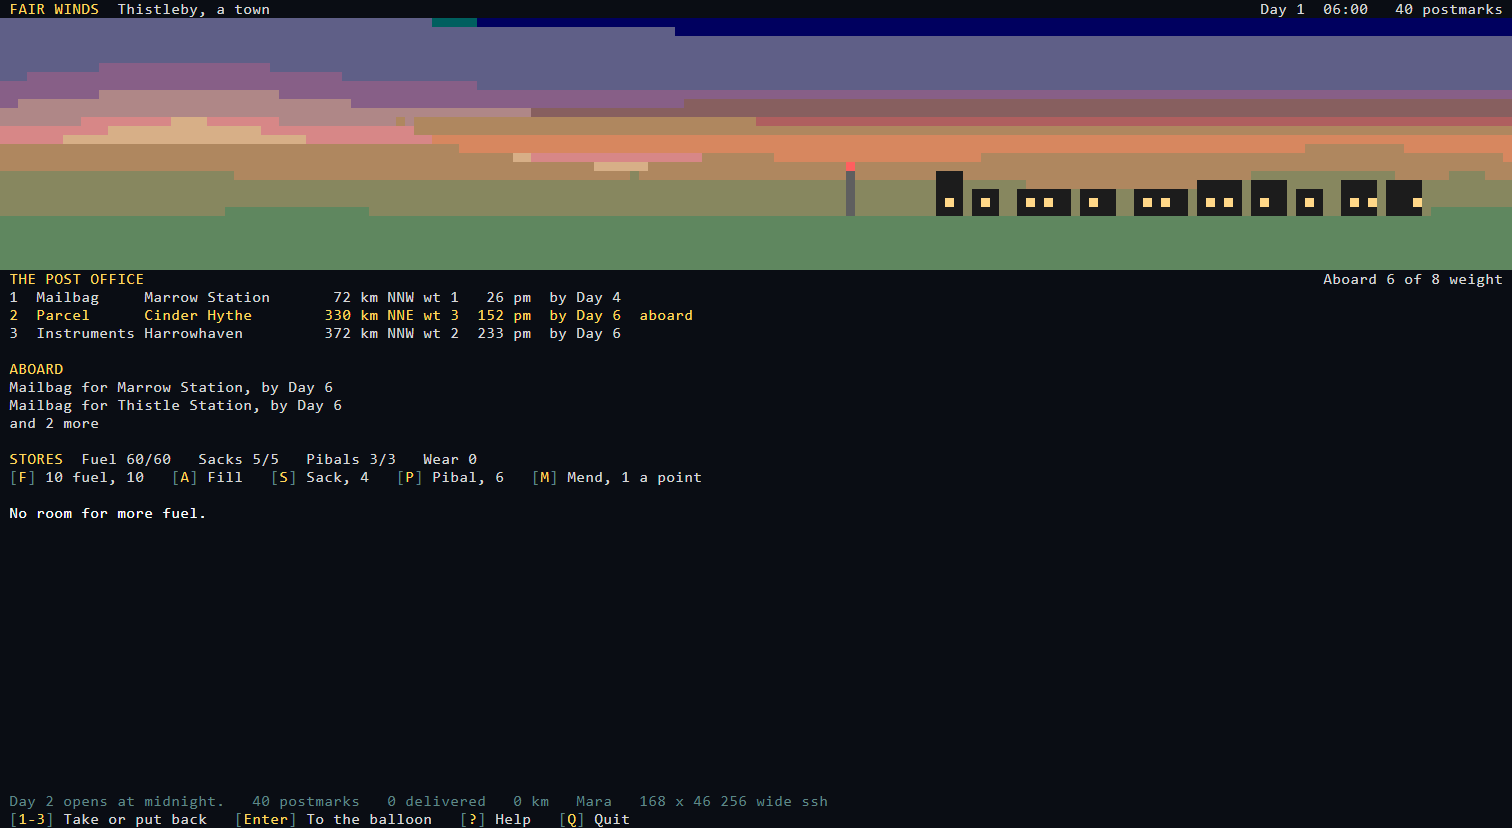 FAIR WINDS  Thistleby, a town                    Day 1  06:00   40 postmarks
THE POST OFFICE                    Aboard 6 of 8 weight
1  Mailbag     Marrow Station       72 km NNW wt 1   26 pm  by Day 4
2  Parcel      Cinder Hythe        330 km NNE wt 3  152 pm  by Day 6  aboard
3  Instruments Harrowhaven         372 km NNW wt 2  233 pm  by Day 6
ABOARD
Mailbag for Marrow Station, by Day 6
Mailbag for Thistle Station, by Day 6
and 2 more
STORES  Fuel 60/60   Sacks 5/5   Pibals 3/3   Wear 0
[F] 10 fuel, 10   [A] Fill   [S] Sack, 4   [P] Pibal, 6   [M] Mend, 1 a point
No room for more fuel.
Day 2 opens at midnight.   40 postmarks   0 delivered   0 km   Mara   168 x 46 256 wide ssh
[1-3] Take or put back   [Enter] To the balloon   [?] Help   [Q] Quit